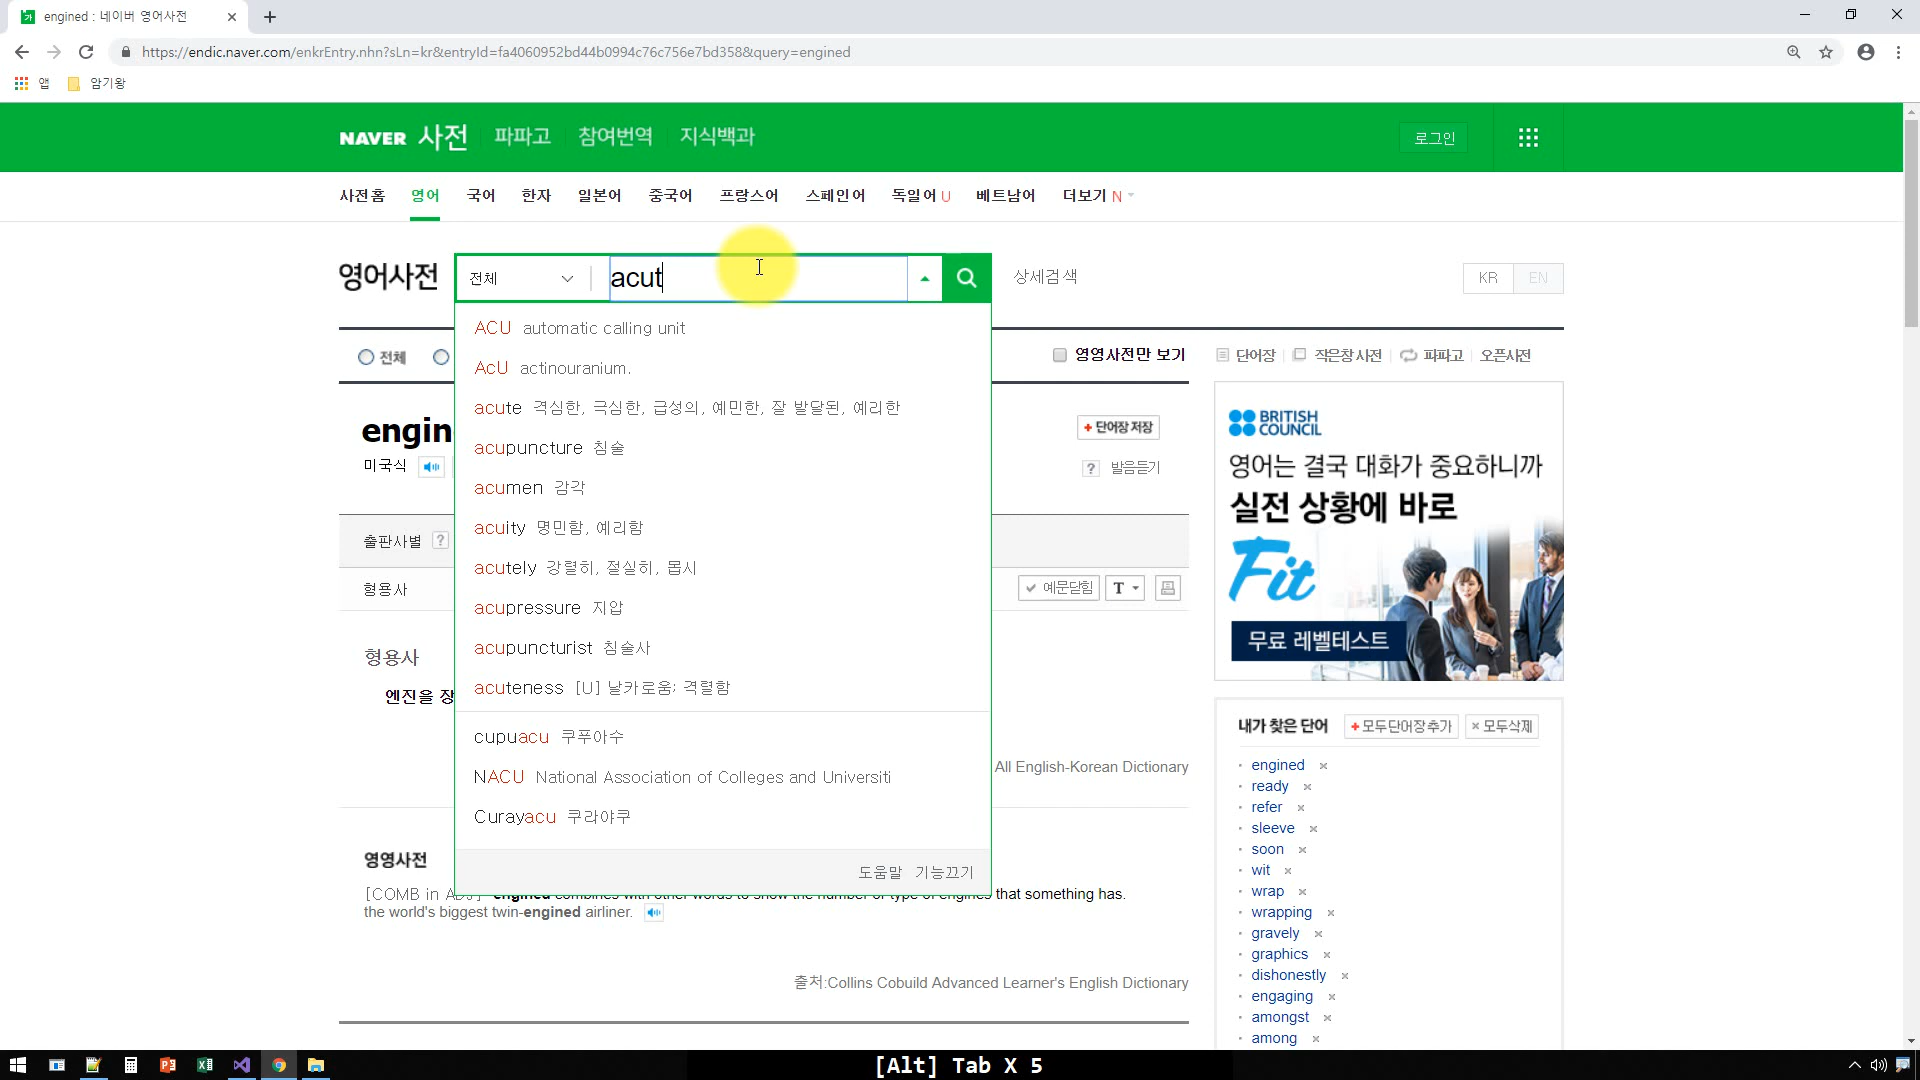 engined : 네이버 영어사전
https://endic.naver.com/enkrEntry.nhn?sLn=kr&entryId=fa4060952bd44b0994c76c756e7bd358&query=engined
앱 암기왕
NAVER 사전 파파고 참여번역 지식백과 로그인
사전홈 영어 국어 한자 일본어 중국어 프랑스어 스페인어 독일어 U 베트남어 더보기 N
영어사전 전체 acut 상세검색 KR EN
ACU automatic calling unit
AcU actinouranium.
acute 격심한, 극심한, 급성의, 예민한, 잘 발달된, 예리한
acupuncture 침술
acumen 감각
acuity 명민함, 예리함
acutely 강렬히, 절실히, 몹시
acupressure 지압
acupuncturist 침술사
acuteness [U] 날카로움; 격렬함
cupuacu 쿠푸아수
NACU National Association of Colleges and Universiti
Curayacu 쿠라야쿠
도움말 기능끄기
전체 영영사전만 보기 단어장 작은창사전 파파고 오픈사전
engin
+ 단어장 저장
미국식 ? 발음듣기
출판사별 ?
형용사 예문닫힘 T
형용사
엔진을 장
All English-Korean Dictionary
영영사전
[COMB in ADJ] engined combines with other words to show the number or type of engines that something has.
the world's biggest twin-engined airliner.
출처:Collins Cobuild Advanced Learner's English Dictionary
BRITISH
COUNCIL
영어는 결국 대화가 중요하니까
실전 상황에 바로
Fit
무료 레벨테스트
내가 찾은 단어 + 모두단어장추가 × 모두삭제
engined ×
ready ×
refer ×
sleeve ×
soon ×
wit ×
wrap ×
wrapping ×
gravely ×
graphics ×
dishonestly ×
engaging ×
amongst ×
among ×
[Alt] Tab X 5